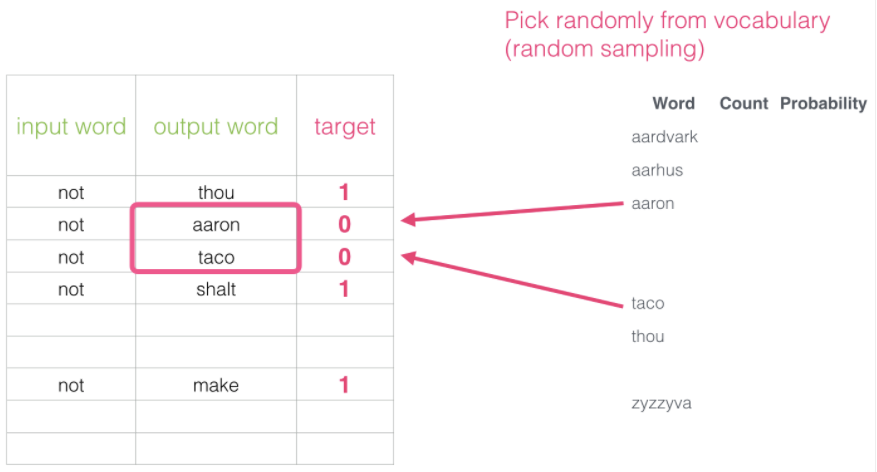 Pick randomly from vocabulary
(random sampling)
input word output word target
not thou 1
not aaron 0
not taco 0
not shalt 1
not make 1
Word Count Probability
aardvark
aarhus
aaron
taco
thou
zyzzyva